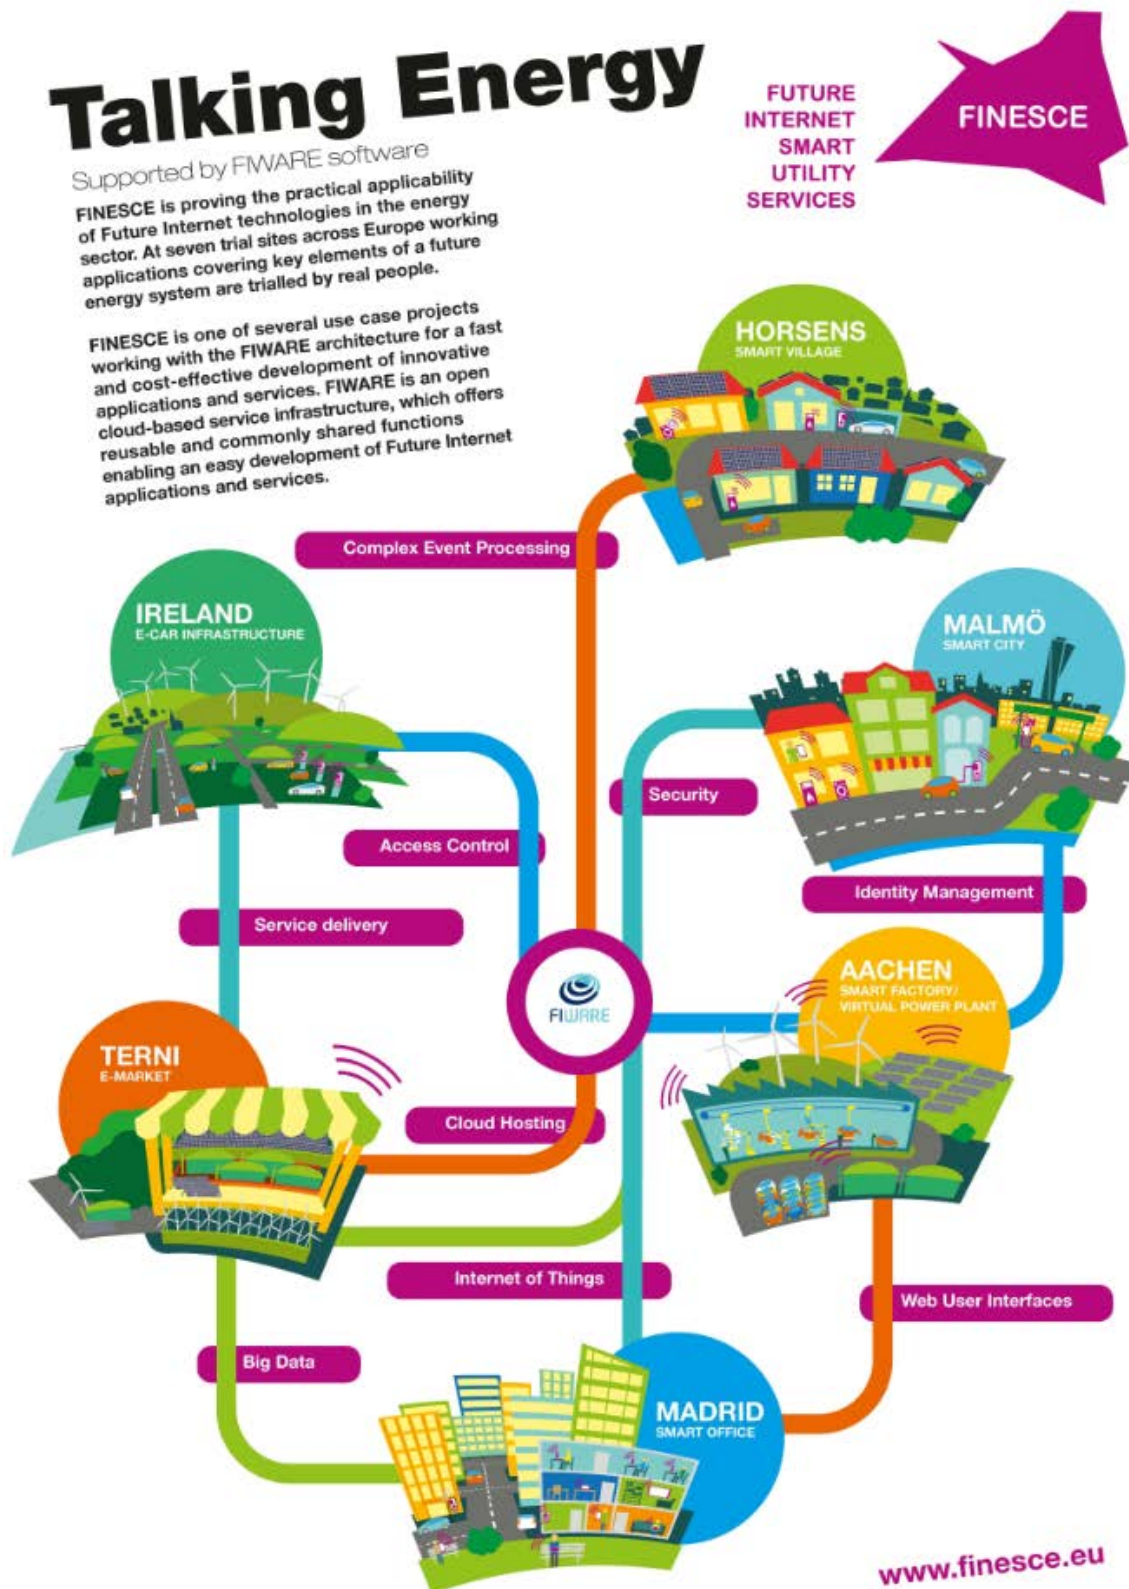 Talking Energy
Supported by FIWARE software
FINESCE is proving the practical applicability
of Future Internet technologies in the energy
sector. At seven trial sites across Europe working
applications covering key elements of a future
energy system are trialled by real people.
FINESCE is one of several use case projects
working with the FIWARE architecture for a fast
and cost-effective development of innovative
applications and services. FIWARE is an open
cloud-based service infrastructure, which offers
reusable and commonly shared functions
enabling an easy development of Future Internet
applications and services.
FUTURE
INTERNET
SMART
UTILITY
SERVICES
FINESCE
HORSENS
SMART VILLAGE
Complex Event Processing
IRELAND
E-CAR INFRASTRUCTURE
MALMÖ
SMART CITY
Security
Access Control
Identity Management
Service delivery
AACHEN
SMART FACTORY/
VIRTUAL POWER PLANT
FIWARE
TERNI
E-MARKET
Cloud Hosting
Internet of Things
Web User Interfaces
Big Data
MADRID
SMART OFFICE
www.finesce.eu